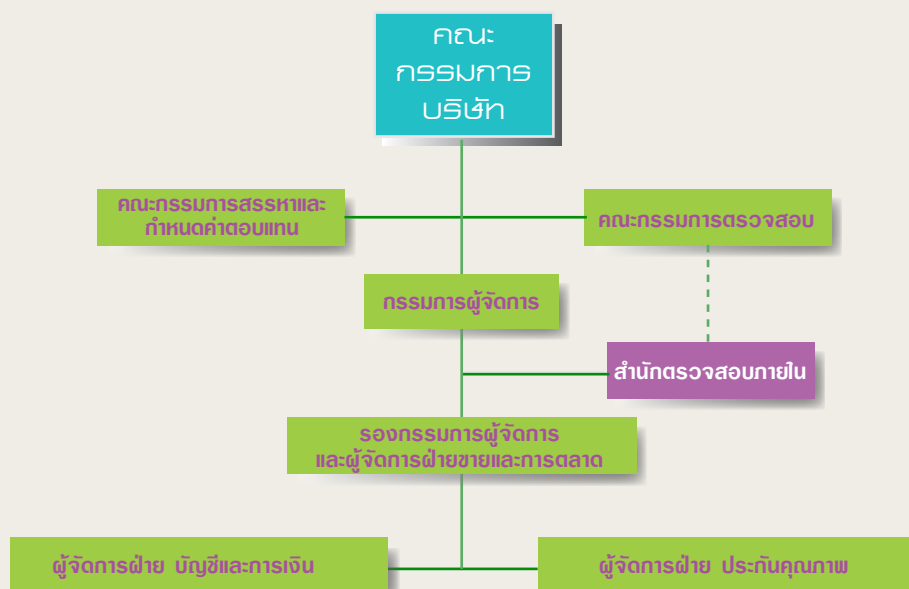 คณะ
กรรมการ
บริษัท
คณะกรรมการสรรหาและ
กำหนดค่าตอบแทน
คณะกรรมการตรวจสอบ
กรรมการผู้จัดการ
สำนักตรวจสอบภายใน
รองกรรมการผู้จัดการ
และผู้จัดการฝ่ายขายและการตลาด
ผู้จัดการฝ่าย บัญชีและการเงิน
ผู้จัดการฝ่าย ประกันคุณภาพ